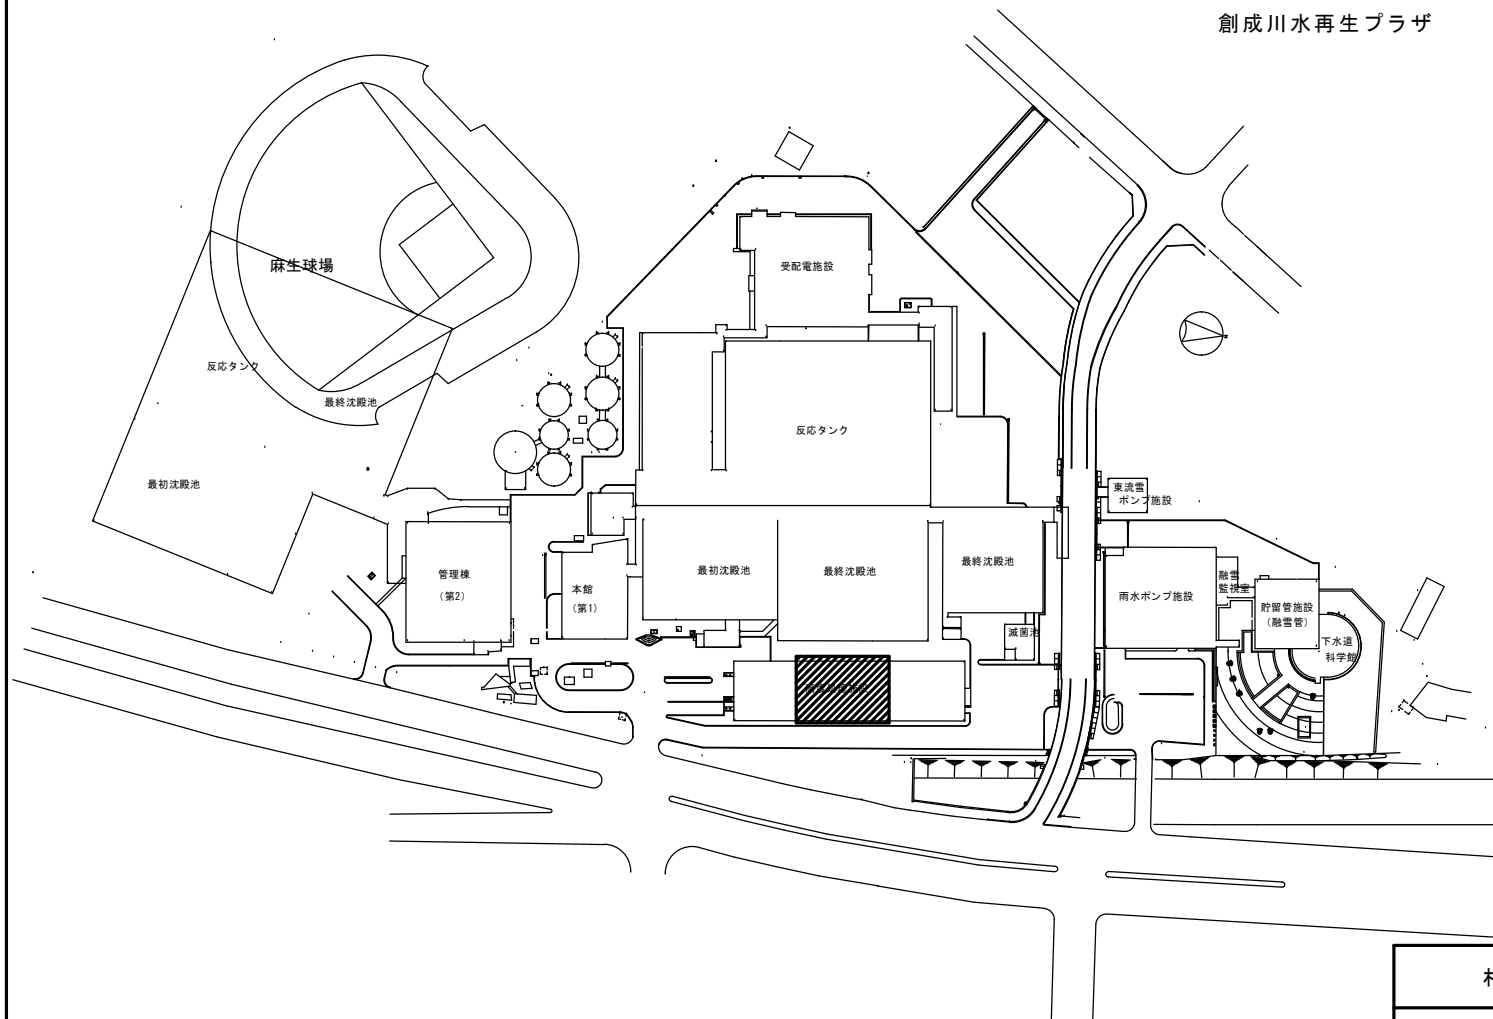 創成川水再生プラザ
麻生球場
受配電施設
反応タンク
最終沈殿池
反応タンク
最初沈殿池
東流雪
ポンプ施設
管理棟
(第2)
本館
(第1)
最初沈殿池
最終沈殿池
最終沈殿池
滅菌池
雨水ポンプ施設
融雪
監視室
貯留管施設
(融雪管)
下水道
科学館